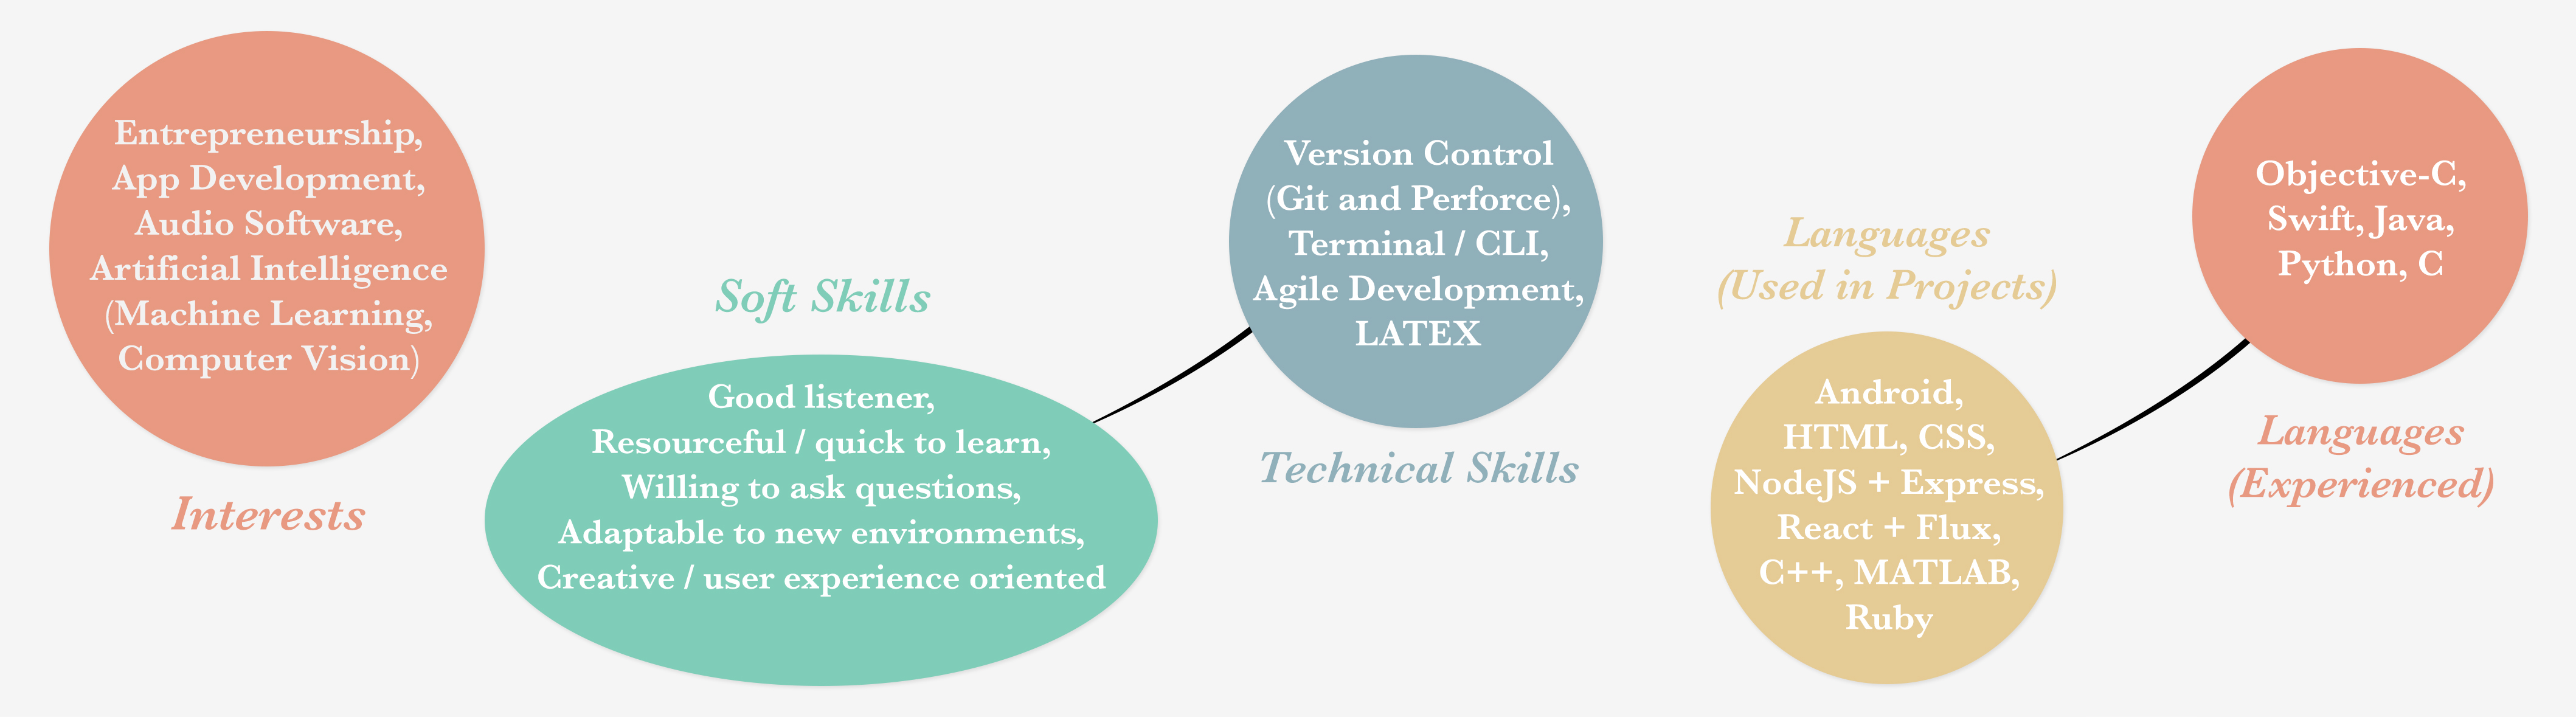 Entrepreneurship,
App Development,
Audio Software,
Artificial Intelligence
(Machine Learning,
Computer Vision)
Interests
Soft Skills
Good listener,
Resourceful / quick to learn,
Willing to ask questions,
Adaptable to new environments,
Creative / user experience oriented
Version Control
(Git and Perforce),
Terminal / CLI,
Agile Development,
LATEX
Technical Skills
Languages
(Used in Projects)
Android,
HTML, CSS,
NodeJS + Express,
React + Flux,
C++, MATLAB,
Ruby
Objective-C,
Swift, Java,
Python, C
Languages
(Experienced)